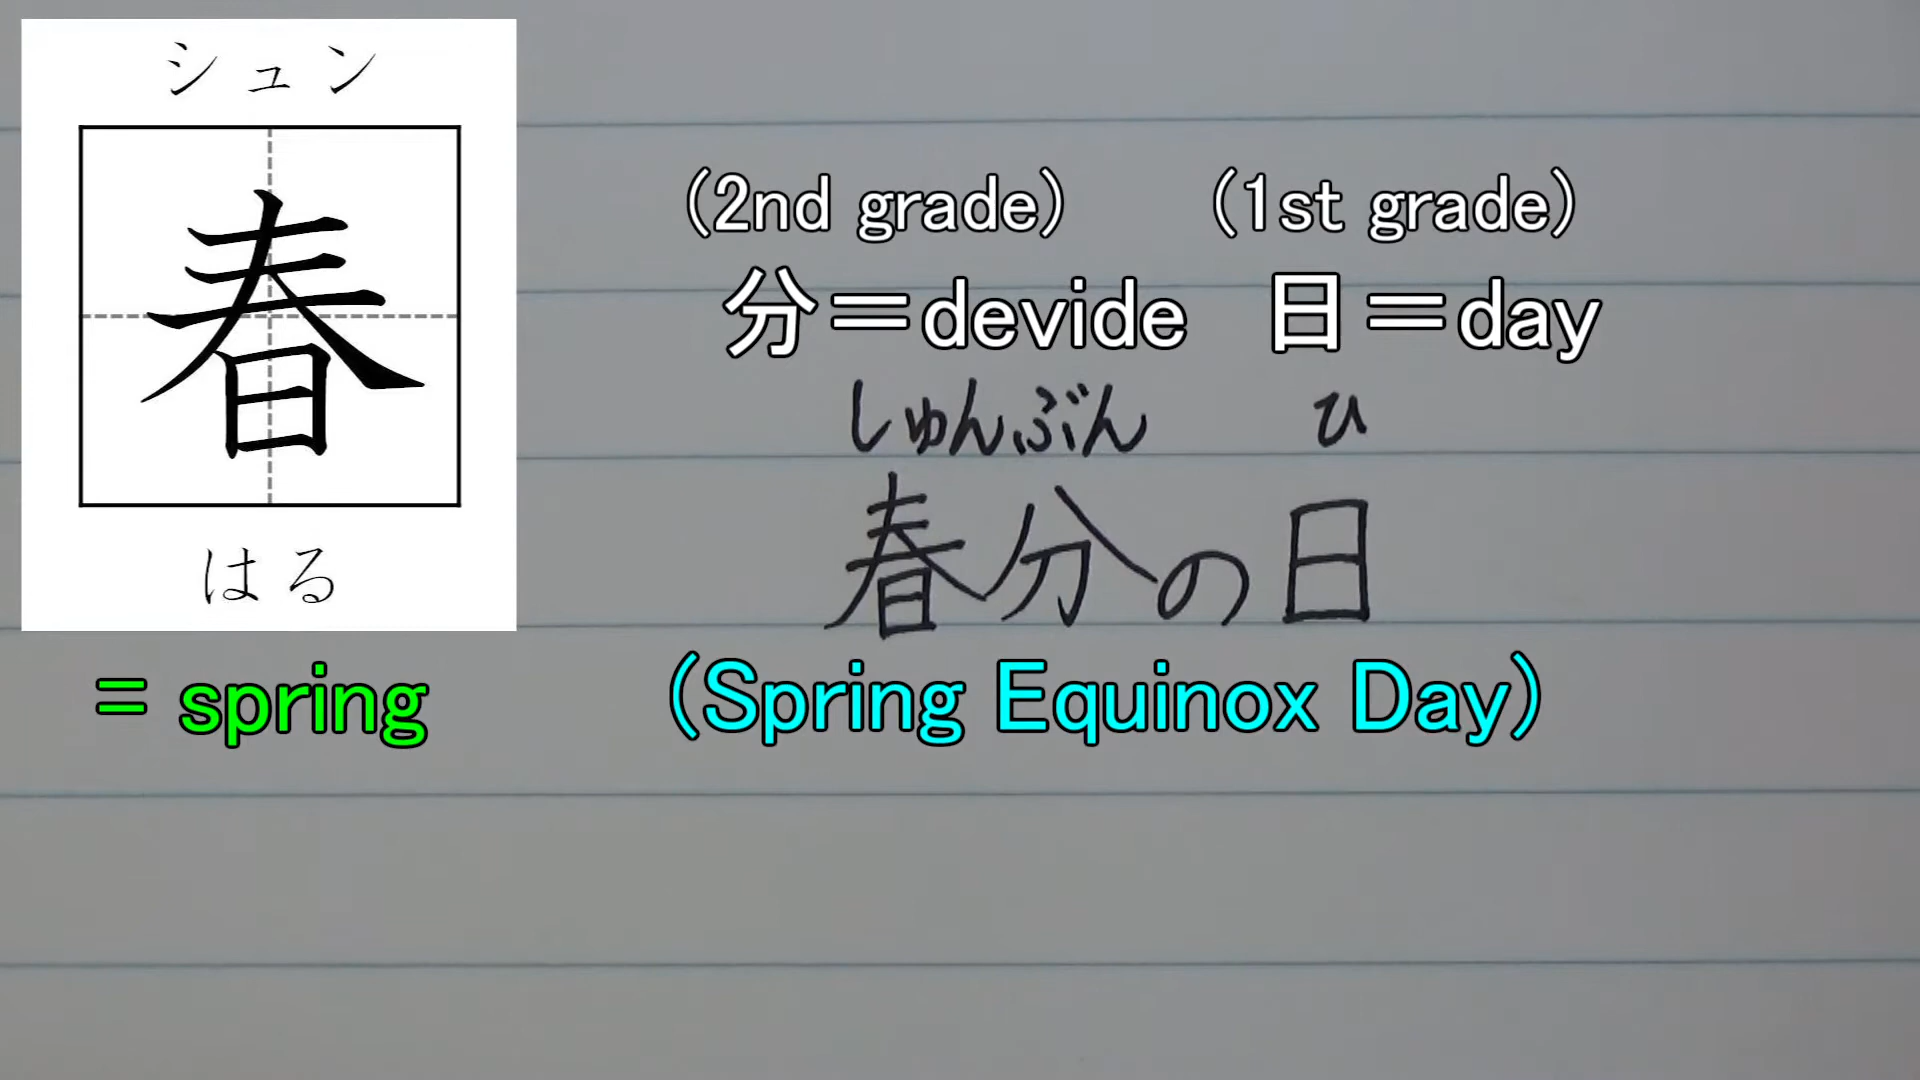 シュン
春
はる
= spring
(2nd grade) (1st grade)
分=devide 日=day
しゅんぶん ひ
春分の日
(Spring Equinox Day)